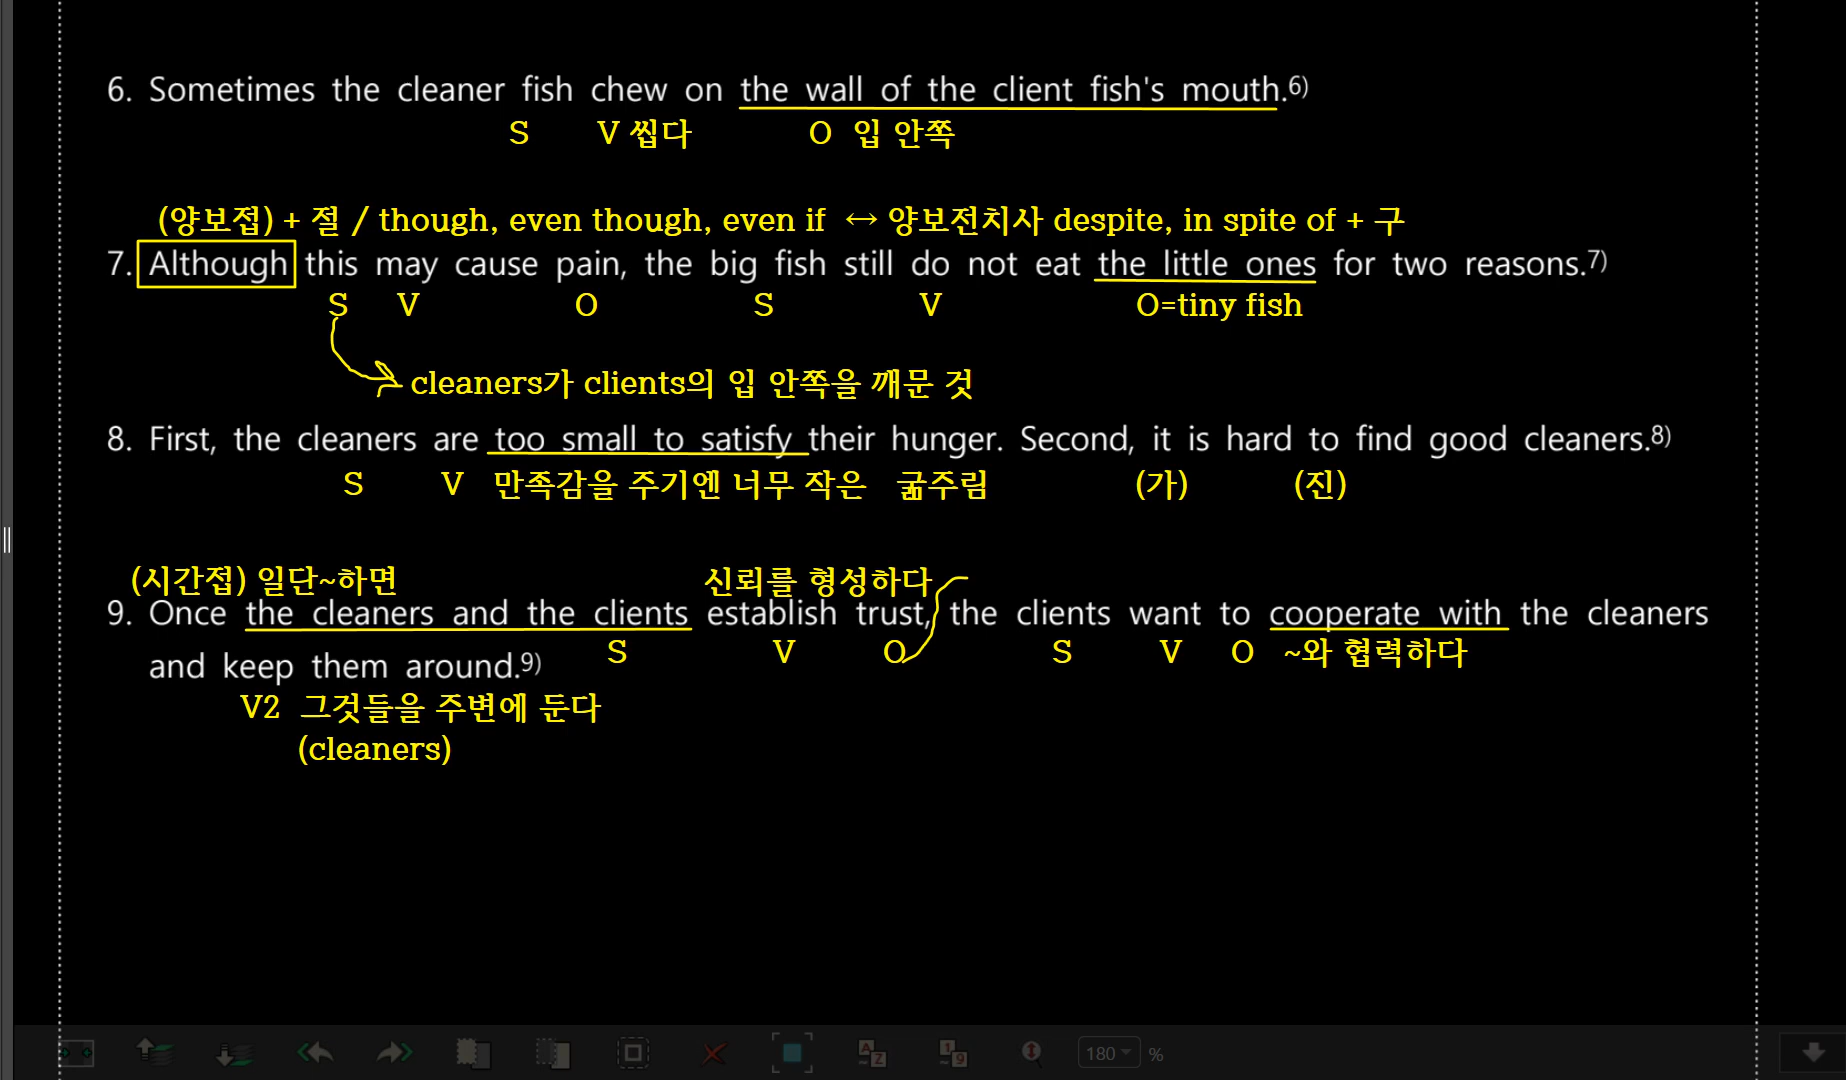 6. Sometimes the cleaner fish chew on the wall of the client fish's mouth.6)
S V 씹다 O 입 안쪽
(양보접) + 절 / though, even though, even if ↔ 양보전치사 despite, in spite of + 구
7. Although this may cause pain, the big fish still do not eat the little ones for two reasons.7)
S V O S V O=tiny fish
cleaners가 clients의 입 안쪽을 깨문 것
8. First, the cleaners are too small to satisfy their hunger. Second, it is hard to find good cleaners.8)
S V 만족감을 주기엔 너무 작은 굶주림 (가) (진)
(시간접) 일단~하면 신뢰를 형성하다
9. Once the cleaners and the clients establish trust, the clients want to cooperate with the cleaners
S V O S V O ~와 협력하다
and keep them around.9)
V2 그것들을 주변에 둔다
(cleaners)
180 %